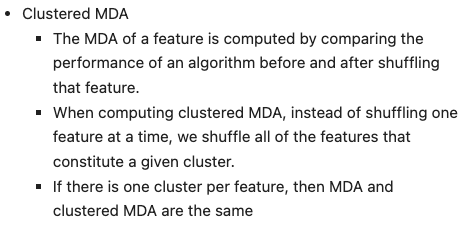 • Clustered MDA
▪ The MDA of a feature is computed by comparing the
performance of an algorithm before and after shuffling
that feature.
▪ When computing clustered MDA, instead of shuffling one
feature at a time, we shuffle all of the features that
constitute a given cluster.
▪ If there is one cluster per feature, then MDA and
clustered MDA are the same